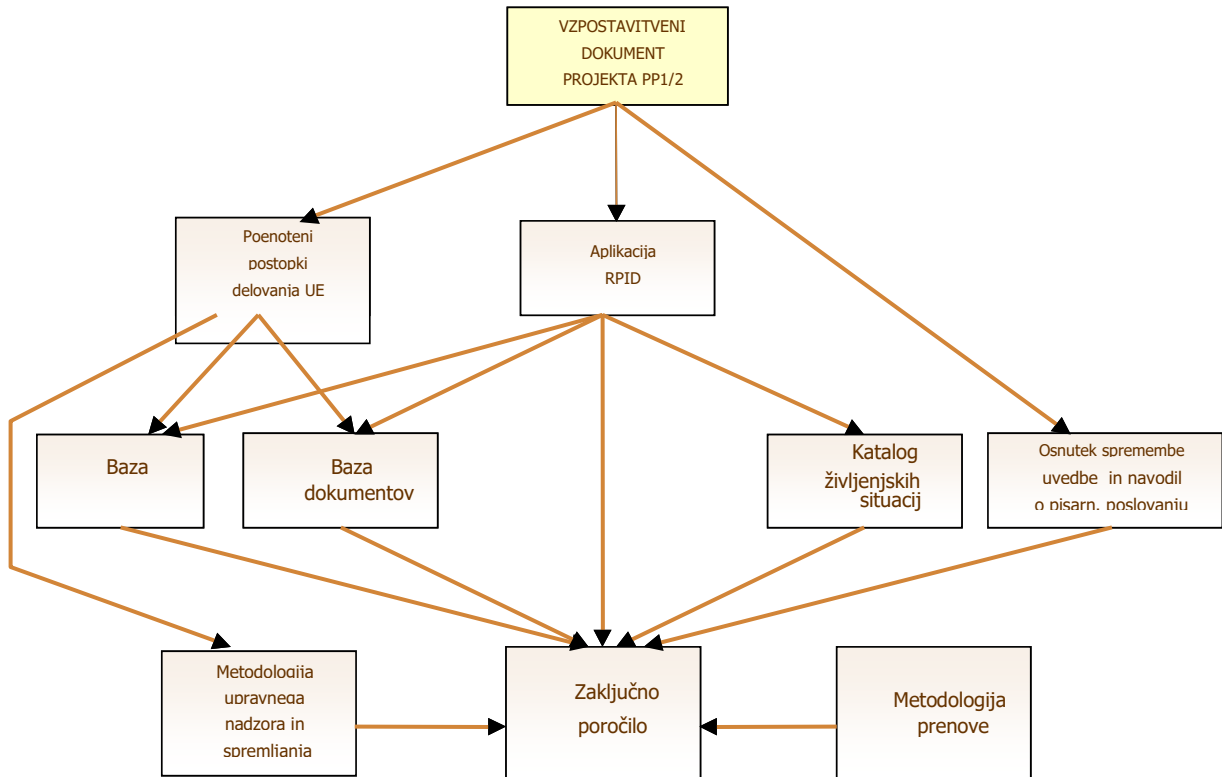 VZPOSTAVITVENI
DOKUMENT
PROJEKTA PP1/2
Poenoteni
postopki
delovanja UE
Aplikacija
RPID
Baza
Baza
dokumentov
Katalog
življenjskih
situacij
Osnutek spremembe
uvedbe in navodil
o pisarn. poslovanju
Metodologija
upravnega
nadzora in
spremljanja
Zaključno
poročilo
Metodologija
prenove